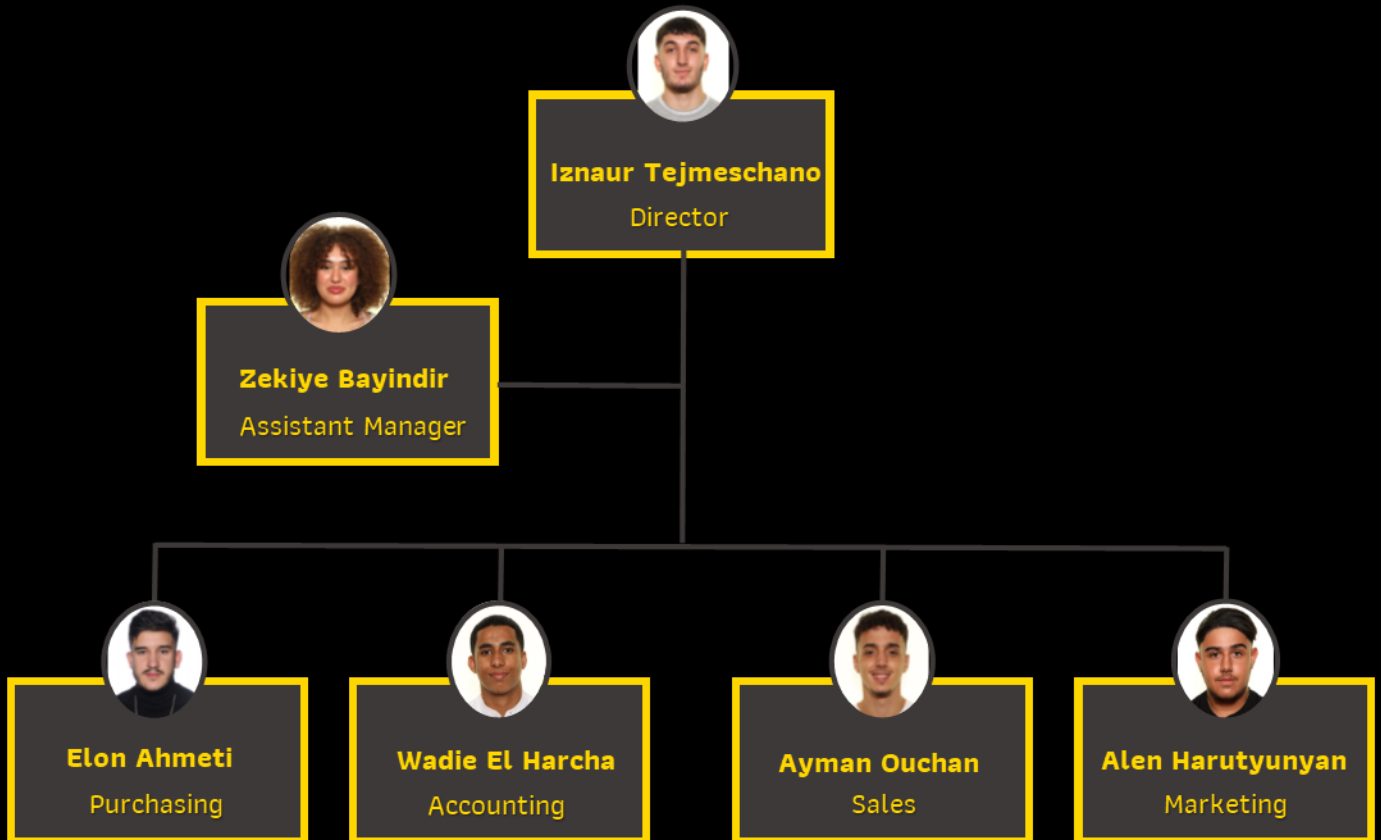 Iznaur Tejmeschano
Director
Zekiye Bayindir
Assistant Manager
Elon Ahmeti
Purchasing
Wadie El Harcha
Accounting
Ayman Ouchan
Sales
Alen Harutyunyan
Marketing